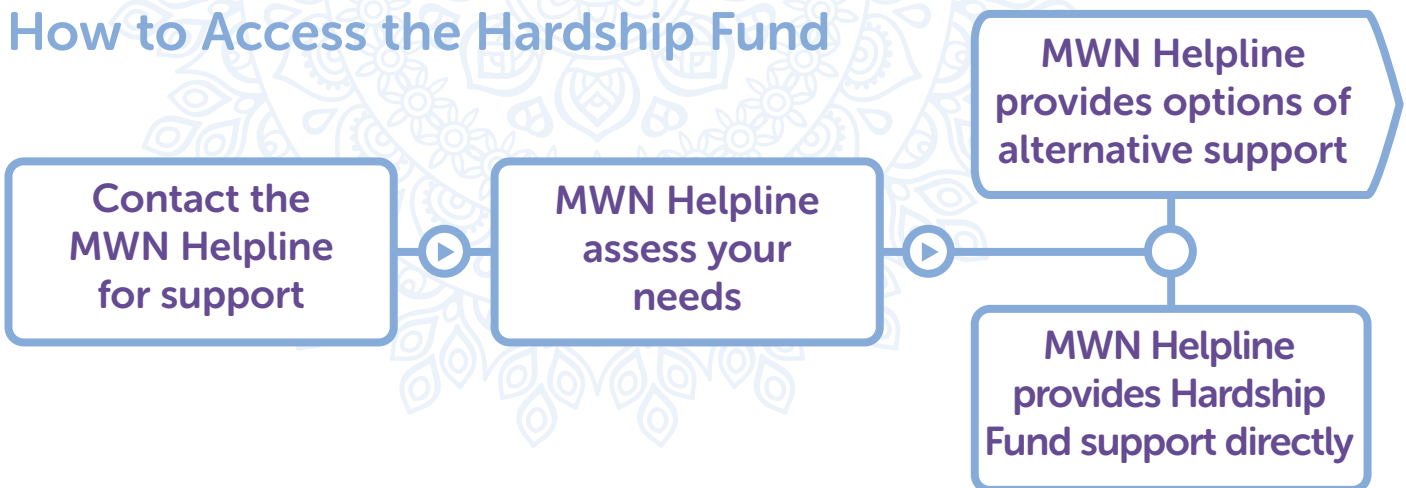 How to Access the Hardship Fund
Contact the
MWN Helpline
for support
MWN Helpline
assess your
needs
MWN Helpline
provides options of
alternative support
MWN Helpline
provides Hardship
Fund support directly